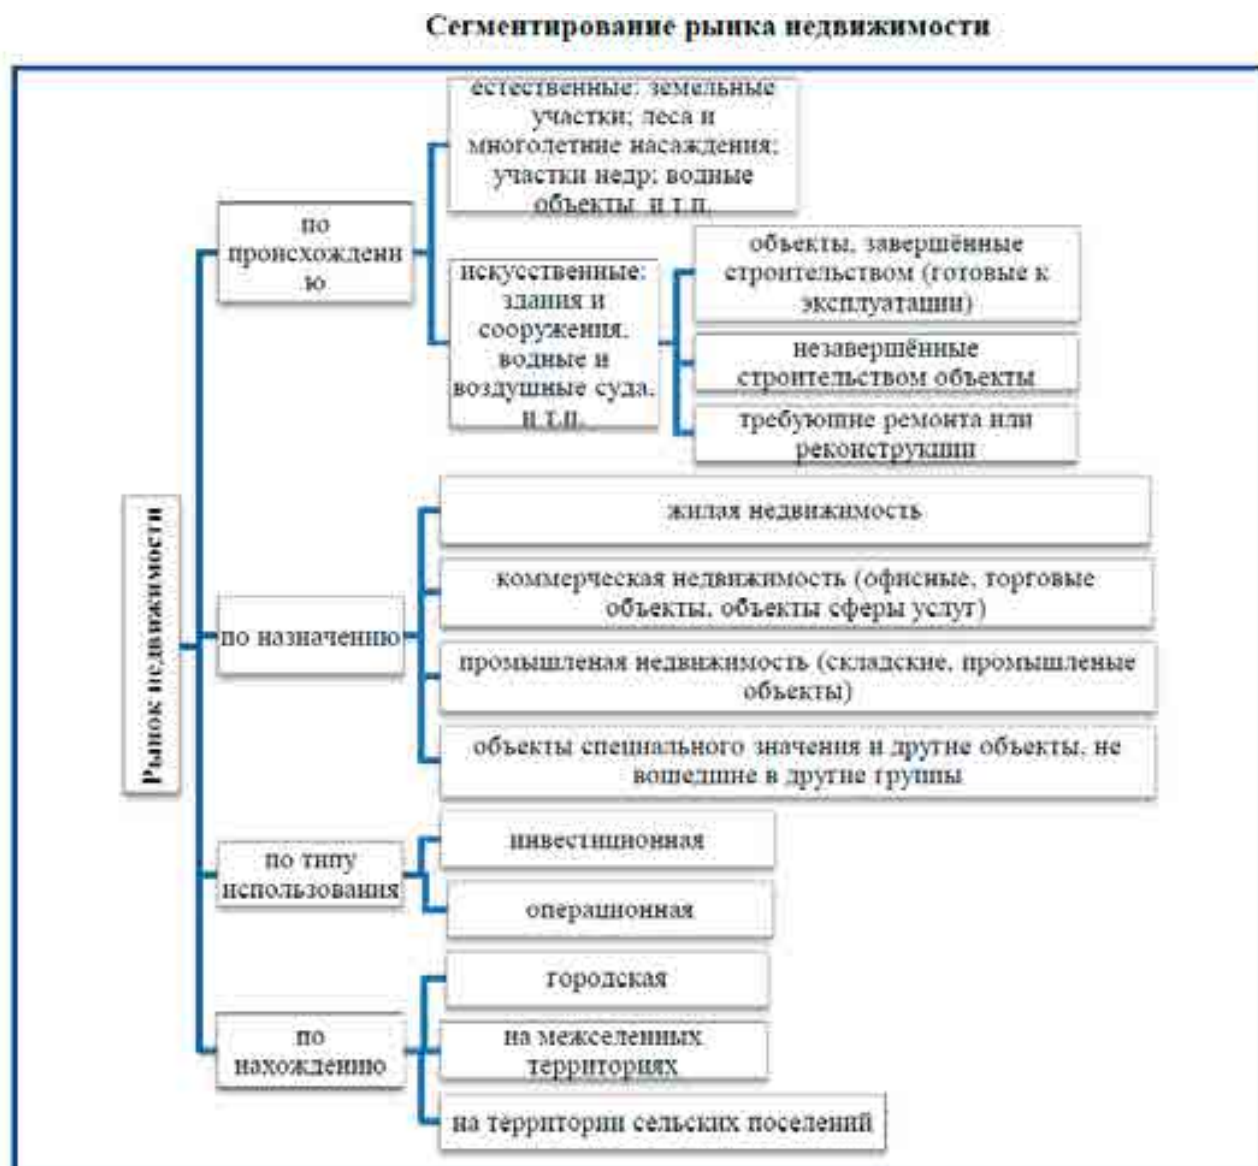 Сегментирование рынка недвижимости
естественные: земельные
участки; леса и
многолетние насаждения;
участки недр; водные
объекты и т.п.
по
происхождени
ю
искусственные:
здания и
сооружения,
водные и
воздушные суда,
и т.п.
объекты, завершённые
строительством (готовые к
эксплуатации)
незавершённые
строительством объекты
требующие ремонта или
реконструкции
Рынок недвижимости
по назначению
жилая недвижимость
коммерческая недвижимость (офисные, торговые
объекты, объекты сферы услуг)
промышленая недвижимость (складские, промышленые
объекты)
объекты специального значения и другие объекты, не
вошедшие в другие группы
по типу
использования
инвестиционная
операционная
по
нахождению
городская
на межселенных
территориях
на территории сельских поселений